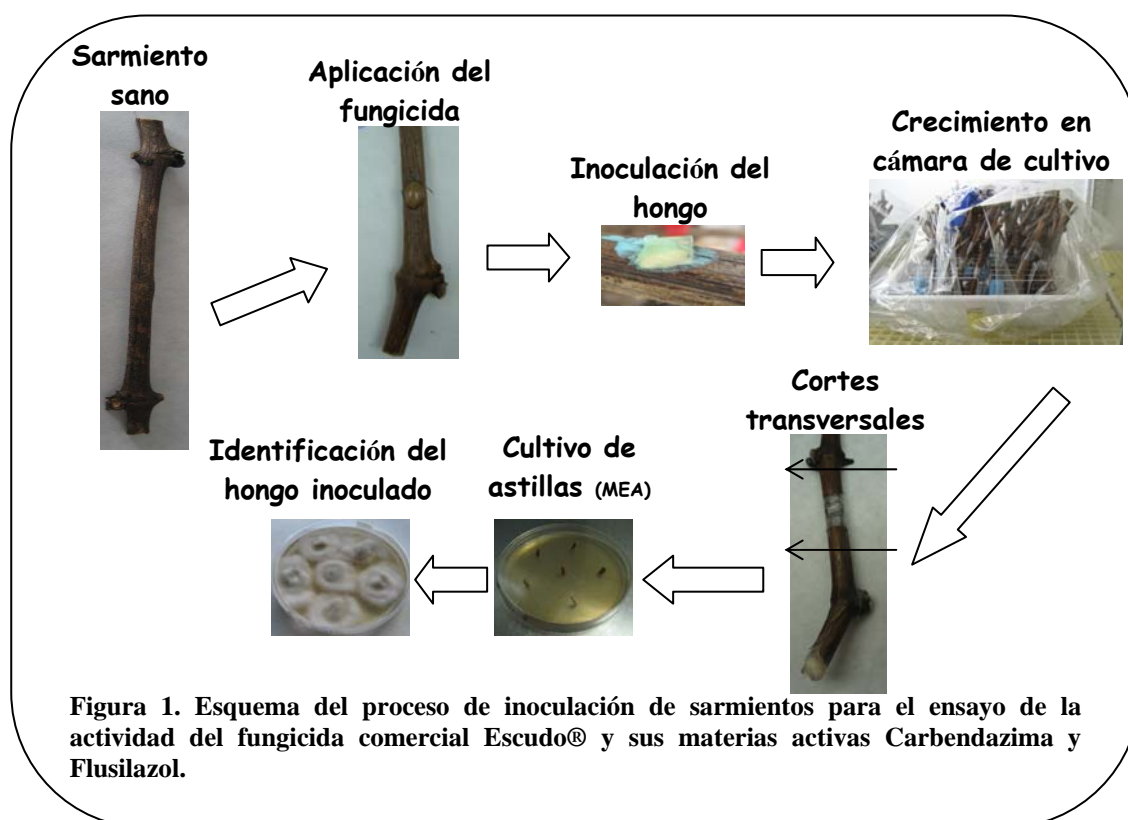 Sarmiento
sano
Aplicación del
fungicida
Inoculación del
hongo
Crecimiento en
cámara de cultivo
Cortes
transversales
Cultivo de
astillas (MEA)
Identificación del
hongo inoculado
Figura 1. Esquema del proceso de inoculación de sarmientos para el ensayo de la
actividad del fungicida comercial Escudo® y sus materias activas Carbendazima y
Flusilazol.